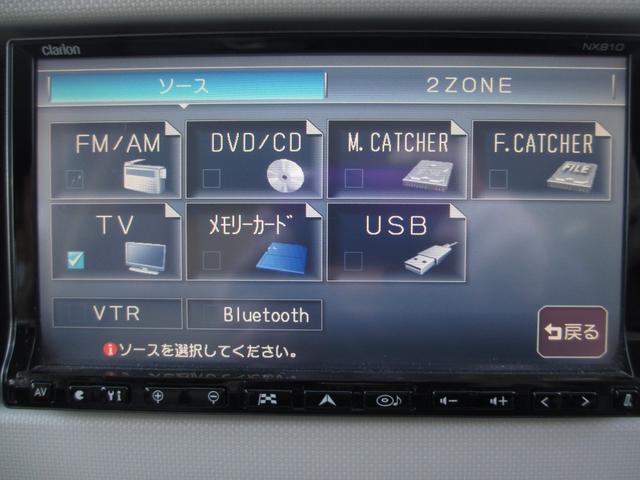 Clarion NX810
ソース 2ZONE
FM/AM DVD/CD M.CATCHER F.CATCHER
FILE
TV ﾒﾓﾘｰｶｰﾄﾞ USB
VTR Bluetooth
戻る
ソースを選択してください。
AV